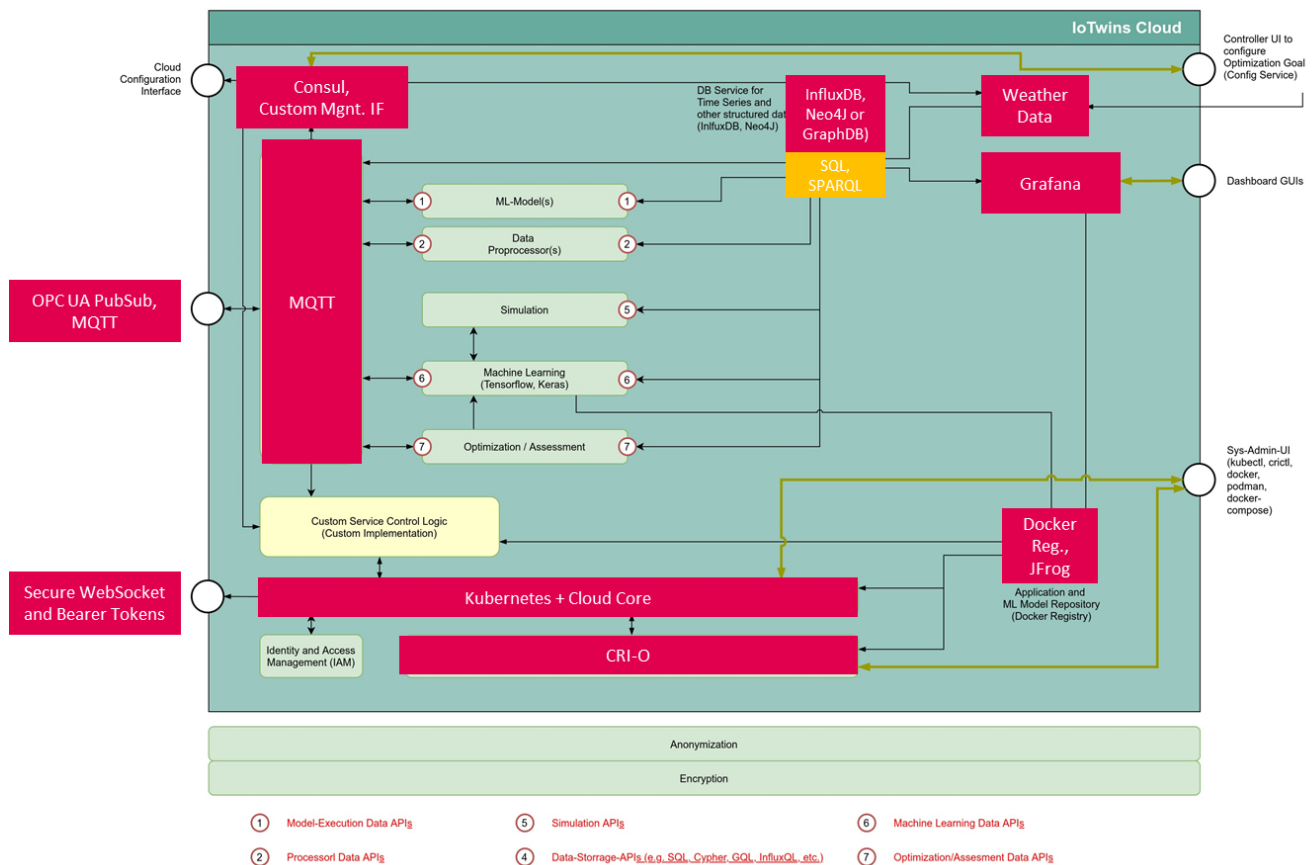 IoTwins Cloud
Cloud
Configuration
Interface
Consul,
Custom Mgnt. IF
DB Service for
Time Series and
other structured dat
(InlfuxDB, Neo4J)
InfluxDB,
Neo4J or
GraphDB)
SQL,
SPARQL
Weather
Data
Controller UI to
configure
Optimization Goal
(Config Service)
Grafana
Dashboard GUIs
1
ML-Model(s)
1
2
Data
Proprocessor(s)
2
OPC UA PubSub,
MQTT
MQTT
Simulation
5
6
Machine Learning
(Tensorflow, Keras)
6
7
Optimization / Assessment
7
Sys-Admin-UI
(kubectl, crictl,
docker,
podman,
docker-
compose)
Custom Service Control Logic
(Custom Implementation)
Docker
Reg.,
JFrog
Application and
ML Model Repository
(Docker Registry)
Secure WebSocket
and Bearer Tokens
Kubernetes + Cloud Core
Identity and Access
Management (IAM)
CRI-O
Anonymization
Encryption
1 Model-Execution Data APIs
5 Simulation APIs
6 Machine Learning Data APIs
2 Processorl Data APIs
4 Data-Storrage-APIs (e.g. SQL, Cypher, GQL, InfluxQL, etc.)
7 Optimization/Assesment Data APIs